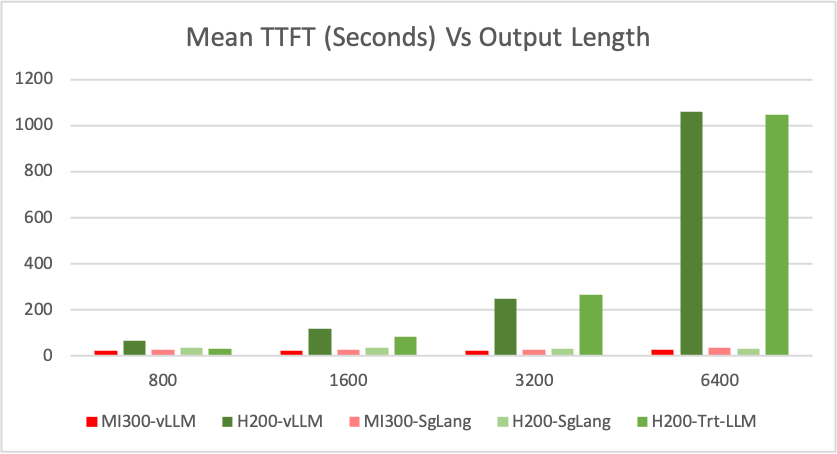 Mean TTFT (Seconds) Vs Output Length
1200
1000
800
600
400
200
0
800 1600 3200 6400
MI300-vLLM H200-vLLM MI300-SgLang H200-SgLang H200-Trt-LLM